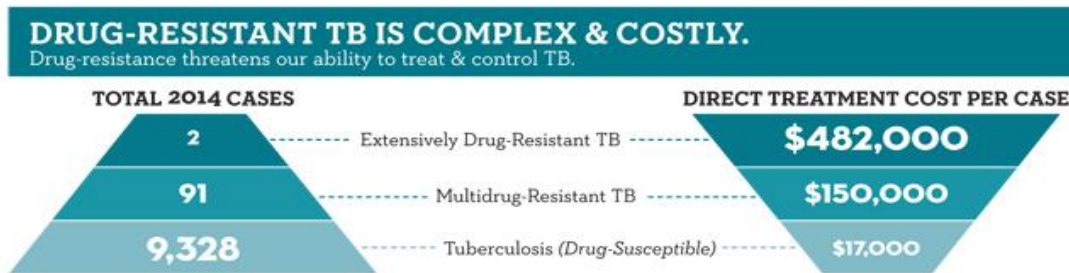 DRUG-RESISTANT TB IS COMPLEX & COSTLY.
Drug-resistance threatens our ability to treat & control TB.
TOTAL 2014 CASES
DIRECT TREATMENT COST PER CASE
2
Extensively Drug-Resistant TB
$482,000
91
Multidrug-Resistant TB
$150,000
9,328
Tuberculosis (Drug-Susceptible)
$17,000